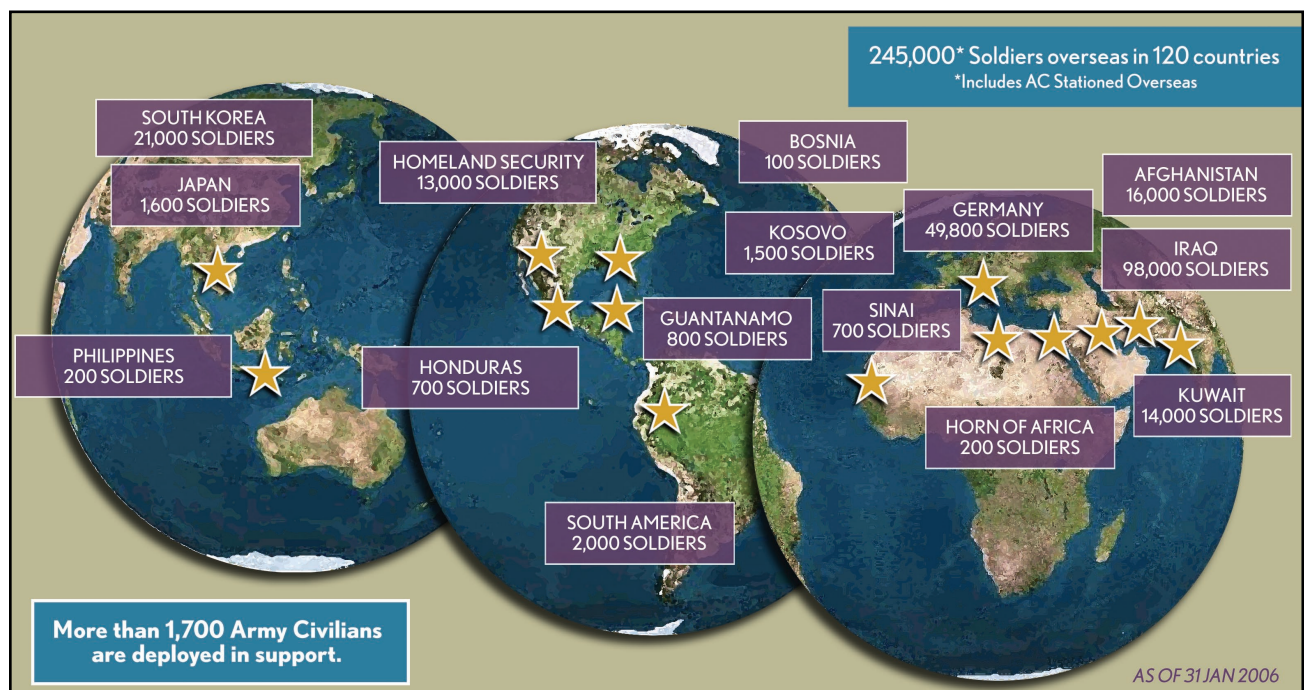 245,000* Soldiers overseas in 120 countries
*Includes AC Stationed Overseas
SOUTH KOREA
21,000 SOLDIERS
JAPAN
1,600 SOLDIERS
PHILIPPINES
200 SOLDIERS
HOMELAND SECURITY
13,000 SOLDIERS
HONDURAS
700 SOLDIERS
GUANTANAMO
800 SOLDIERS
SOUTH AMERICA
2,000 SOLDIERS
BOSNIA
100 SOLDIERS
KOSOVO
1,500 SOLDIERS
GERMANY
49,800 SOLDIERS
AFGHANISTAN
16,000 SOLDIERS
IRAQ
98,000 SOLDIERS
SINAI
700 SOLDIERS
KUWAIT
14,000 SOLDIERS
HORN OF AFRICA
200 SOLDIERS
More than 1,700 Army Civilians
are deployed in support.
AS OF 31 JAN 2006